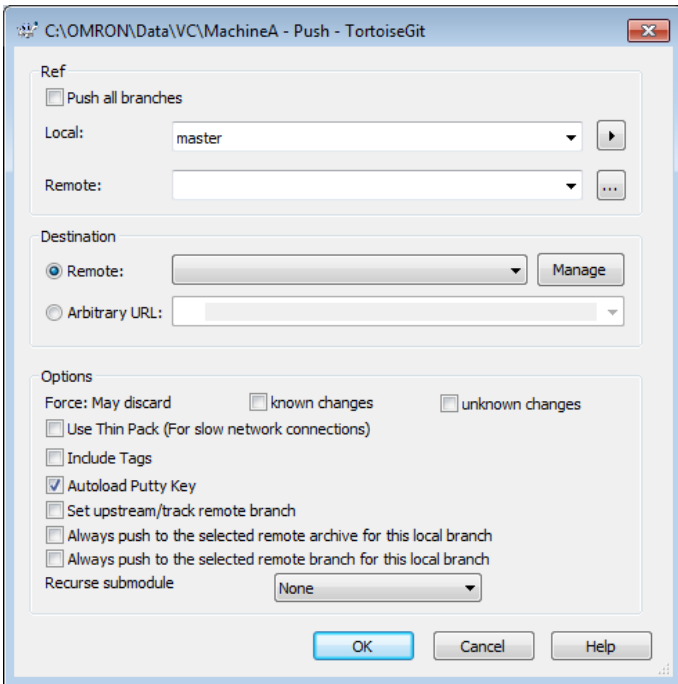 C:\OMRON\Data\VC\MachineA - Push - TortoiseGit
Ref
Push all branches
Local: master
Remote: ...
Destination
Remote: Manage
Arbitrary URL:
Options
Force: May discard known changes unknown changes
Use Thin Pack (For slow network connections)
Include Tags
Autoload Putty Key
Set upstream/track remote branch
Always push to the selected remote archive for this local branch
Always push to the selected remote branch for this local branch
Recurse submodule None
OK Cancel Help